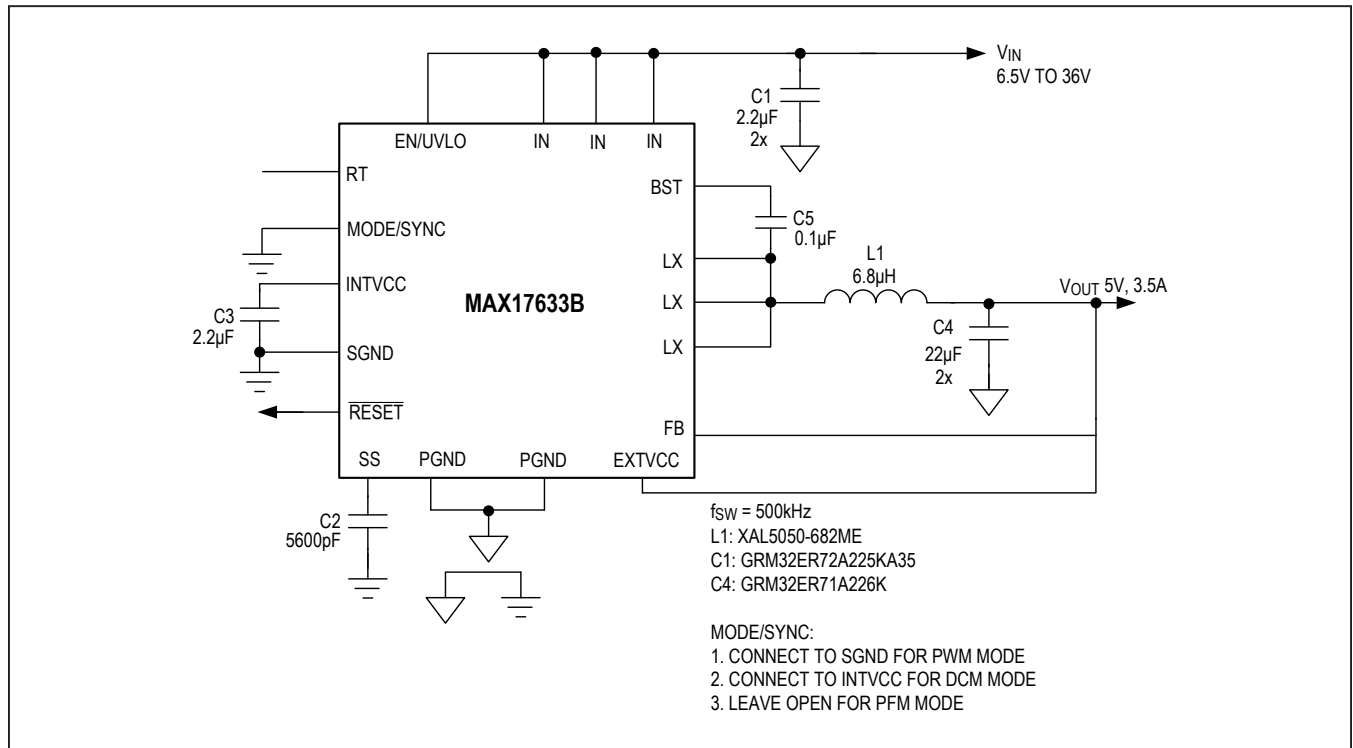 VIN
6.5V TO 36V
C1
2.2µF
2x
EN/UVLO
IN
IN
IN
RT
BST
MODE/SYNC
C5
0.1µF
LX
INTVCC
MAX17633B
LX
L1
6.8µH
VOUT 5V, 3.5A
C3
2.2µF
LX
C4
22µF
2x
SGND
RESET
FB
SS
PGND
PGND
EXTVCC
C2
5600pF
fSW = 500kHz
L1: XAL5050-682ME
C1: GRM32ER72A225KA35
C4: GRM32ER71A226K
MODE/SYNC:
1. CONNECT TO SGND FOR PWM MODE
2. CONNECT TO INTVCC FOR DCM MODE
3. LEAVE OPEN FOR PFM MODE